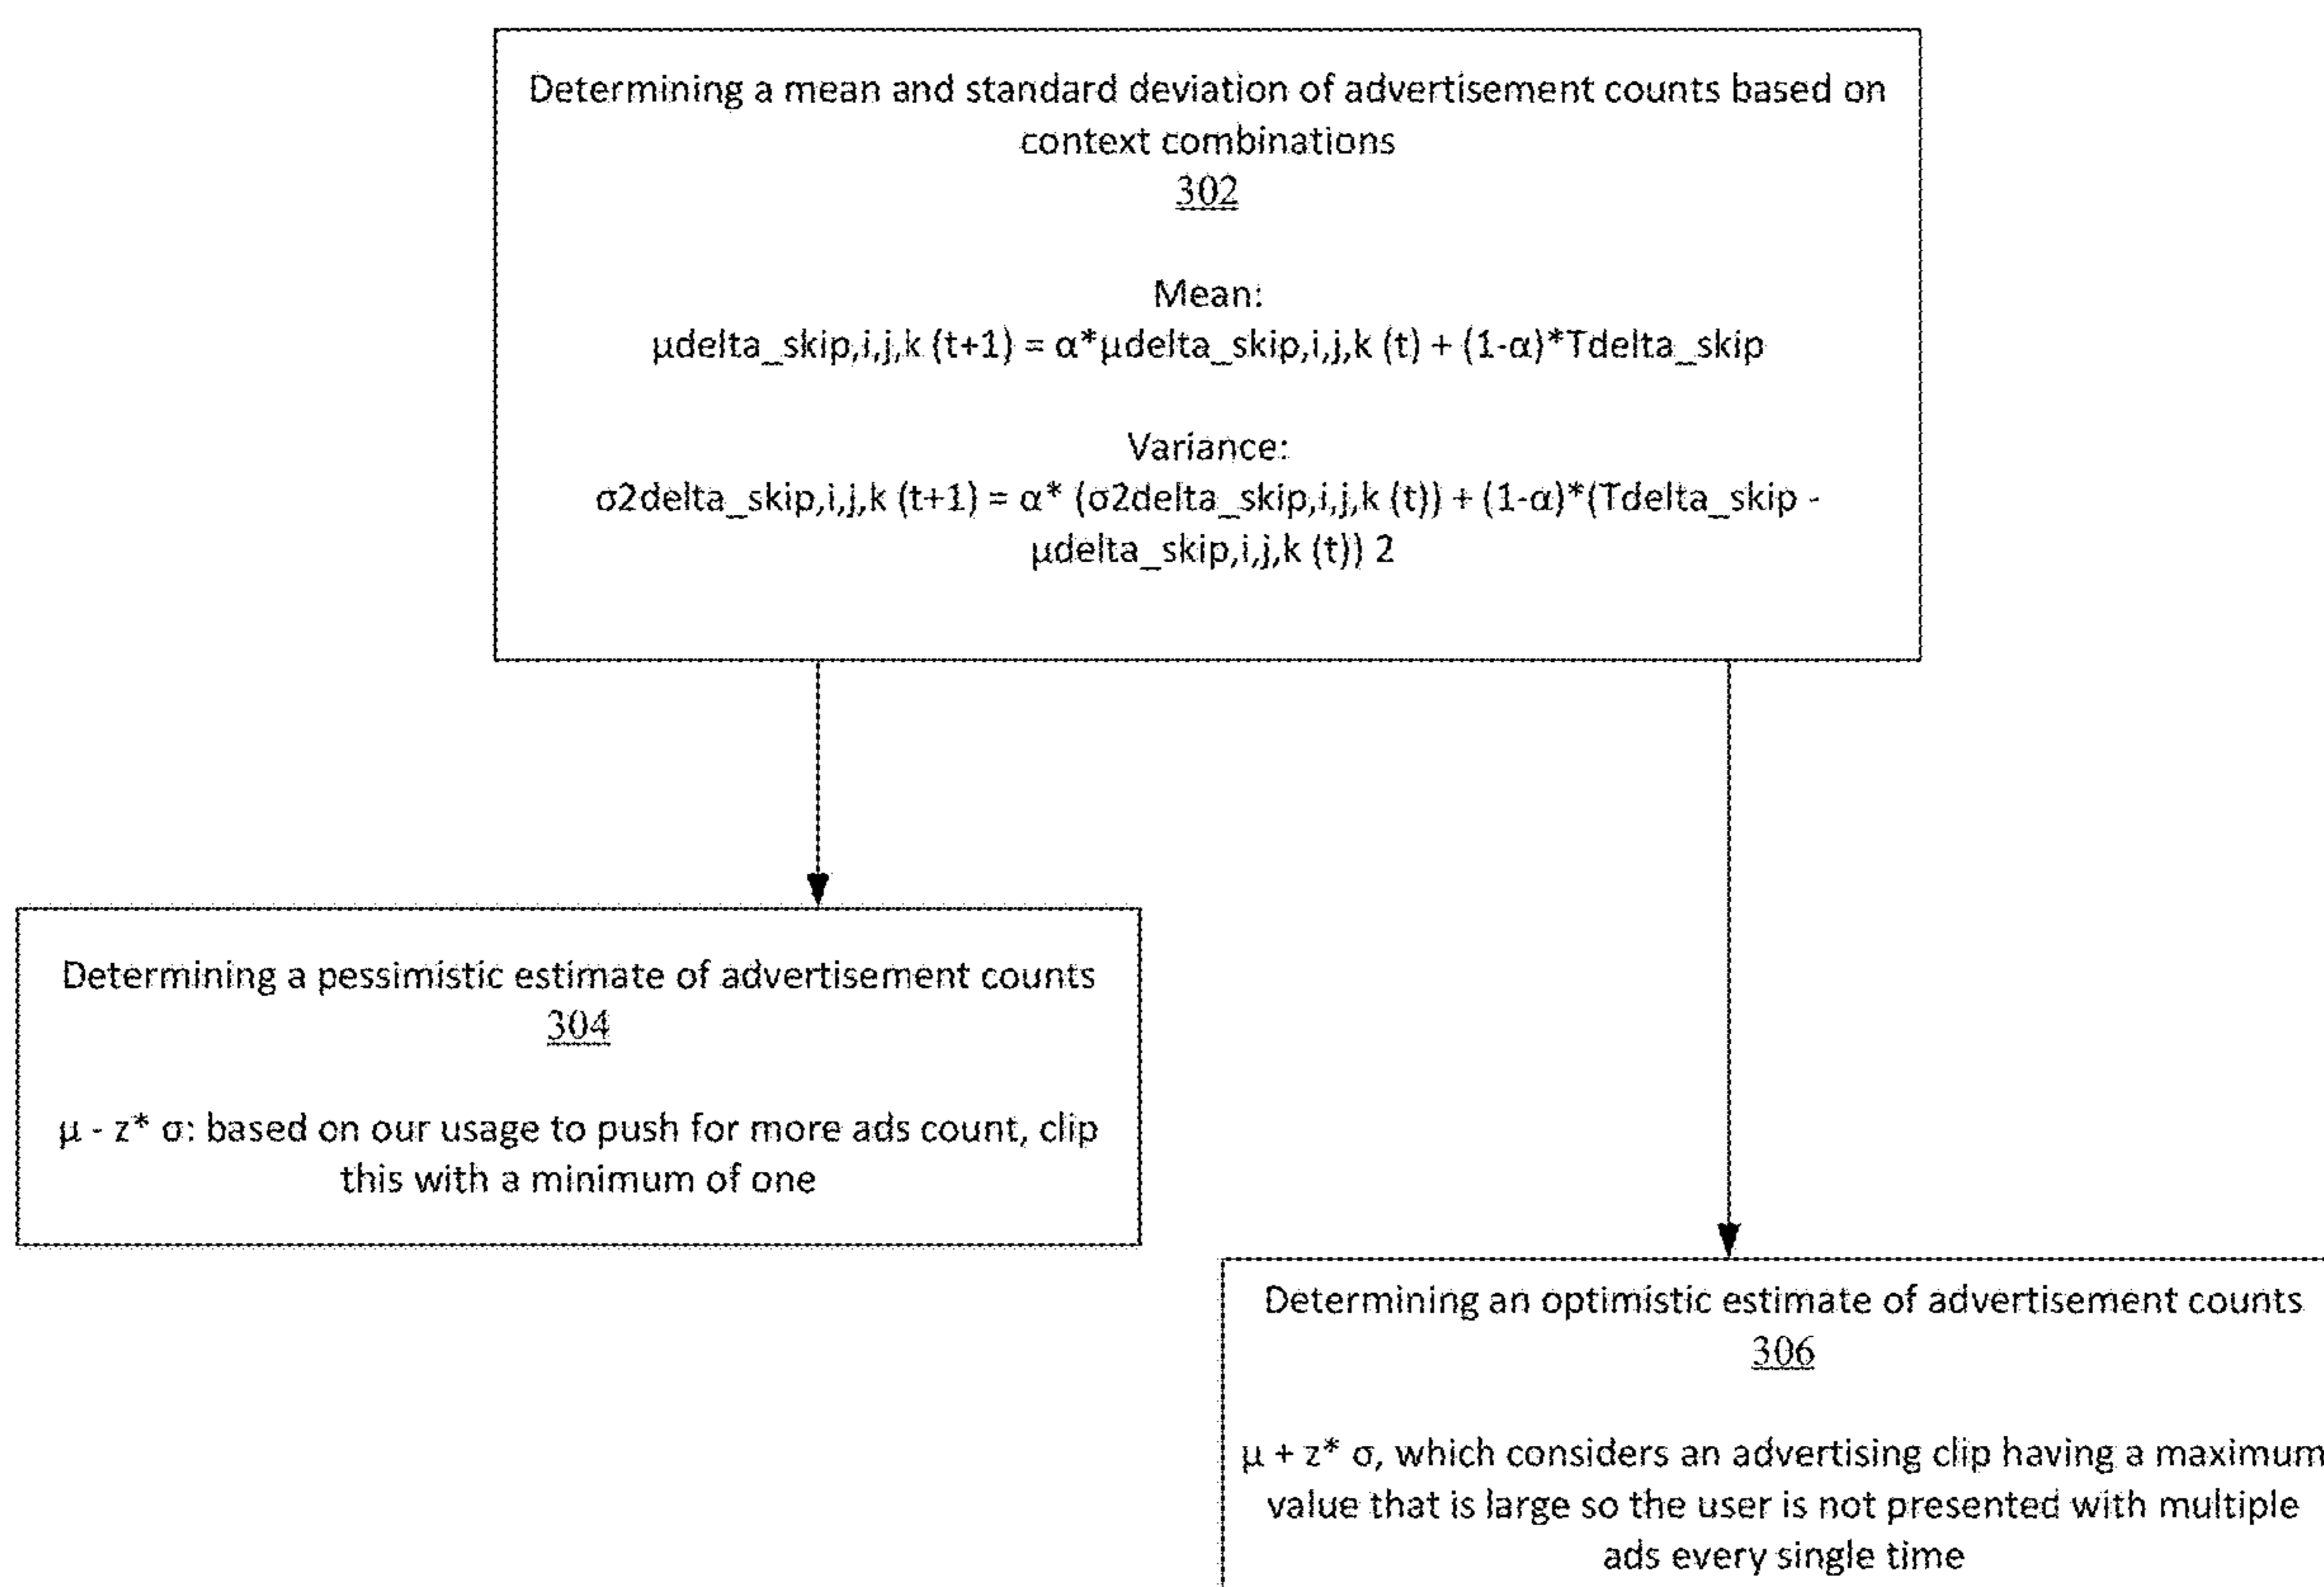 Determining a mean and standard deviation of advertisement counts based on
context combinations
302
Mean:
μdelta_skip,i,j,k (t+1) = α*μdelta_skip,i,j,k (t) + (1-α)*Tdelta_skip
Variance:
σ2delta_skip,i,j,k (t+1) = α* (σ2delta_skip,i,j,k (t)) + (1-α)*(Tdelta_skip -
μdelta_skip,i,j,k (t)) 2
Determining a pessimistic estimate of advertisement counts
304
μ - z* σ: based on our usage to push for more ads count, clip
this with a minimum of one
Determining an optimistic estimate of advertisement counts
306
μ + z* σ, which considers an advertising clip having a maximum
value that is large so the user is not presented with multiple
ads every single time